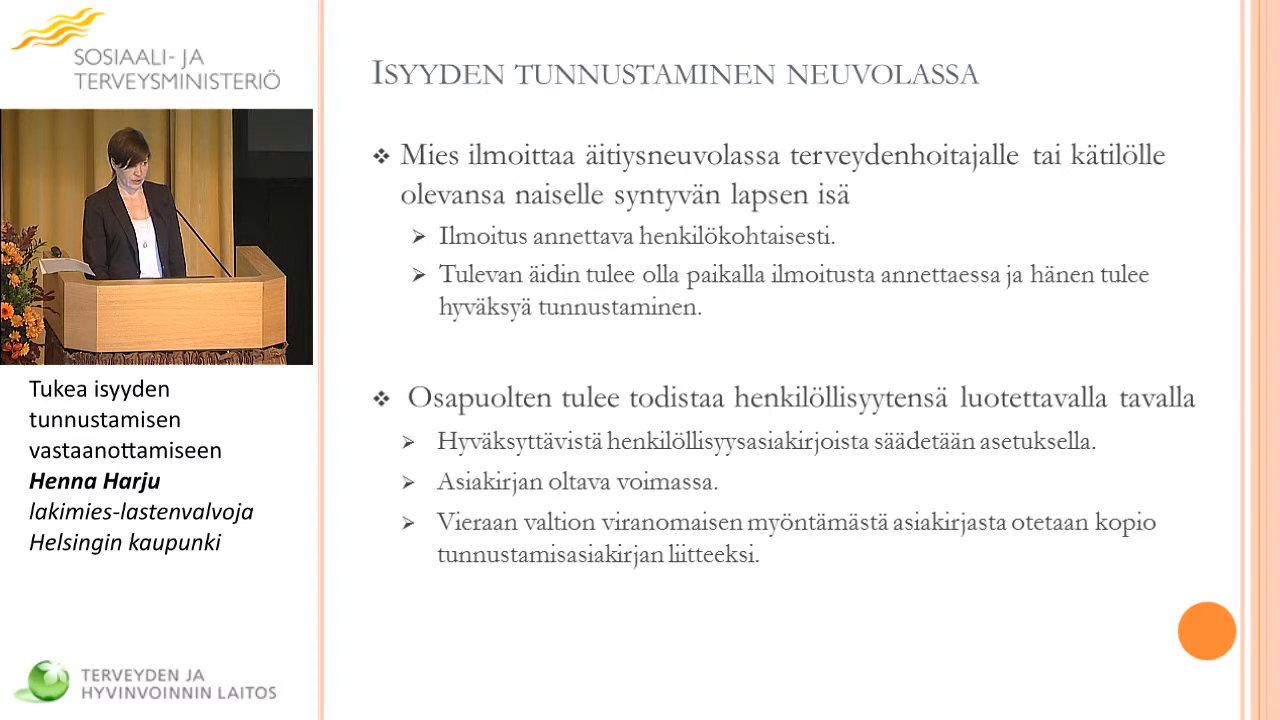 SOSIAALI- JA
TERVEYSMINISTERIÖ
Tukea isyyden
tunnustamisen
vastaanottamiseen
Henna Harju
lakimies-lastenvalvoja
Helsingin kaupunki
TERVEYDEN JA
HYVINVOINNIN LAITOS
ISYYDEN TUNNUSTAMINEN NEUVOLASSA
❖ Mies ilmoittaa äitiysneuvolassa terveydenhoitajalle tai kätilölle
olevansa naiselle syntyvän lapsen isä
➢ Ilmoitus annettava henkilökohtaisesti.
➢ Tulevan äidin tulee olla paikalla ilmoitusta annettaessa ja hänen tulee
hyväksyä tunnustaminen.
❖ Osapuolten tulee todistaa henkilöllisyytensä luotettavalla tavalla
➢ Hyväksyttävistä henkilöllisyysasiakirjoista säädetään asetuksella.
➢ Asiakirjan oltava voimassa.
➢ Vieraan valtion viranomaisen myöntämästä asiakirjasta otetaan kopio
tunnustamisasiakirjan liitteeksi.